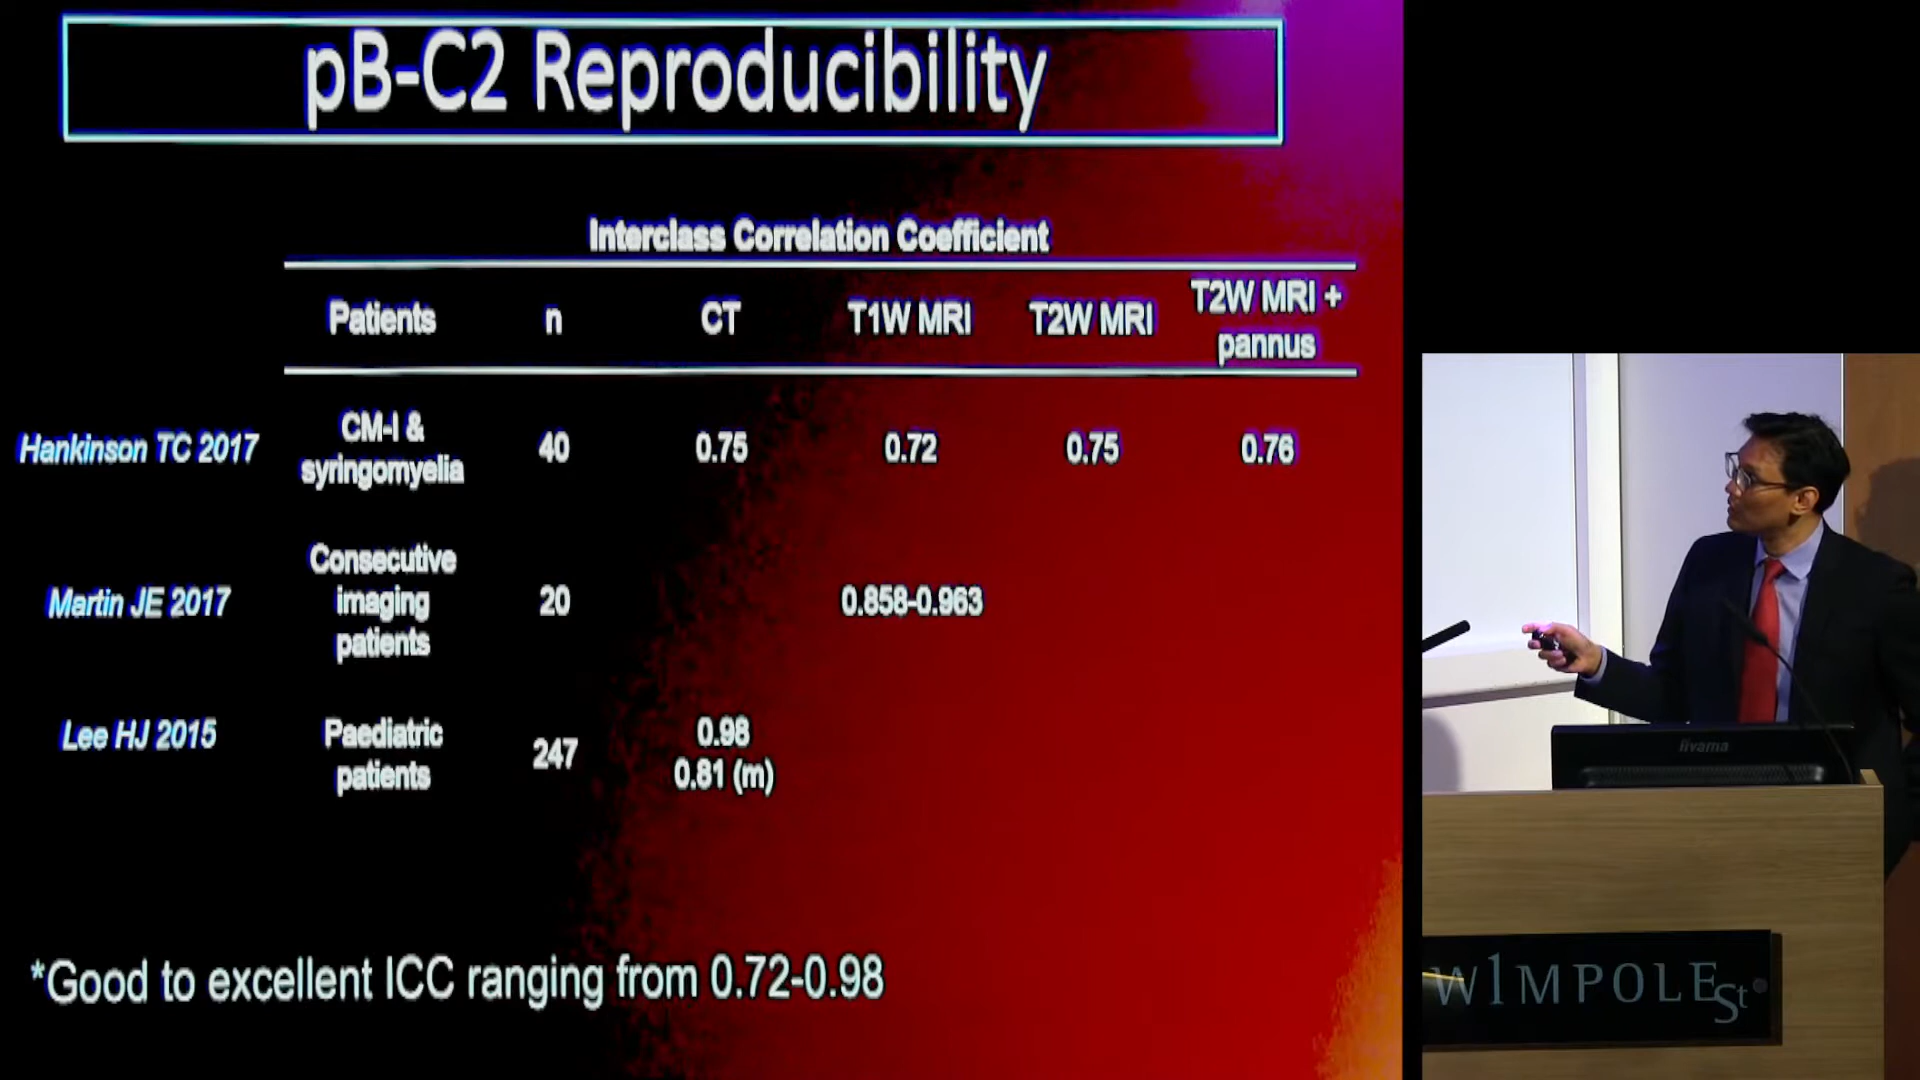 pB-C2 Reproducibility
Interclass Correlation Coefficient
Patients n CT T1W MRI T2W MRI T2W MRI + pannus
Hankinson TC 2017 CM-I & syringomyelia 40 0.75 0.72 0.75 0.76
Martin JE 2017 Consecutive imaging patients 20 0.858-0.963
Lee HJ 2015 Paediatric patients 247 0.98 0.81 (m)
*Good to excellent ICC ranging from 0.72-0.98
iiyama
W1MPOLE St